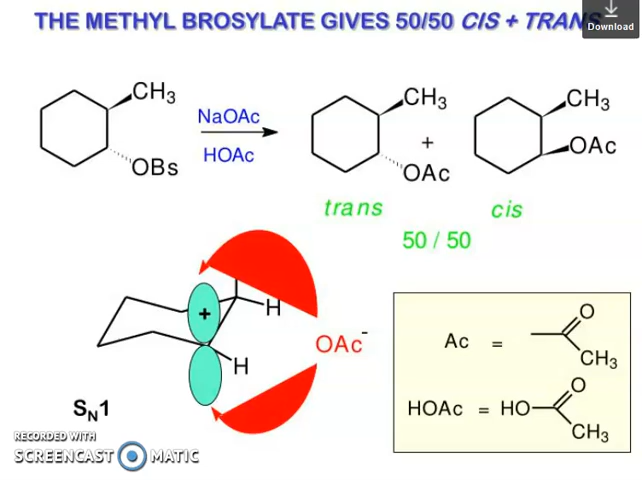 THE METHYL BROSYLATE GIVES 50/50 CIS + TRANS
Download
CH3
OBs
NaOAc
HOAc
CH3
+
OAc
CH3
OAc
trans
cis
50 / 50
+
H
H
OAc-
SN1
Ac =
O
CH3
HOAc = HO
O
CH3
RECORDED WITH
SCREENCAST MATIC